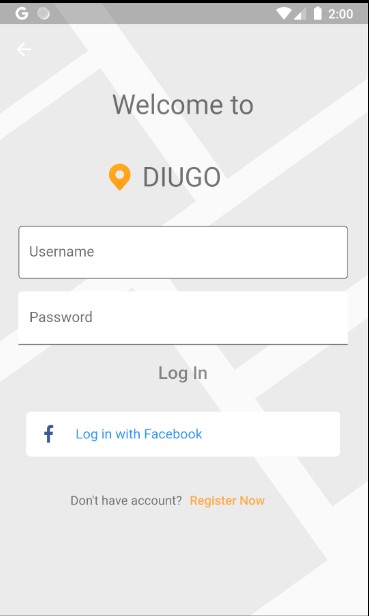 G 2:00
Welcome to
DIUGO
Username
Password
Log In
f Log in with Facebook
Don't have account? Register Now